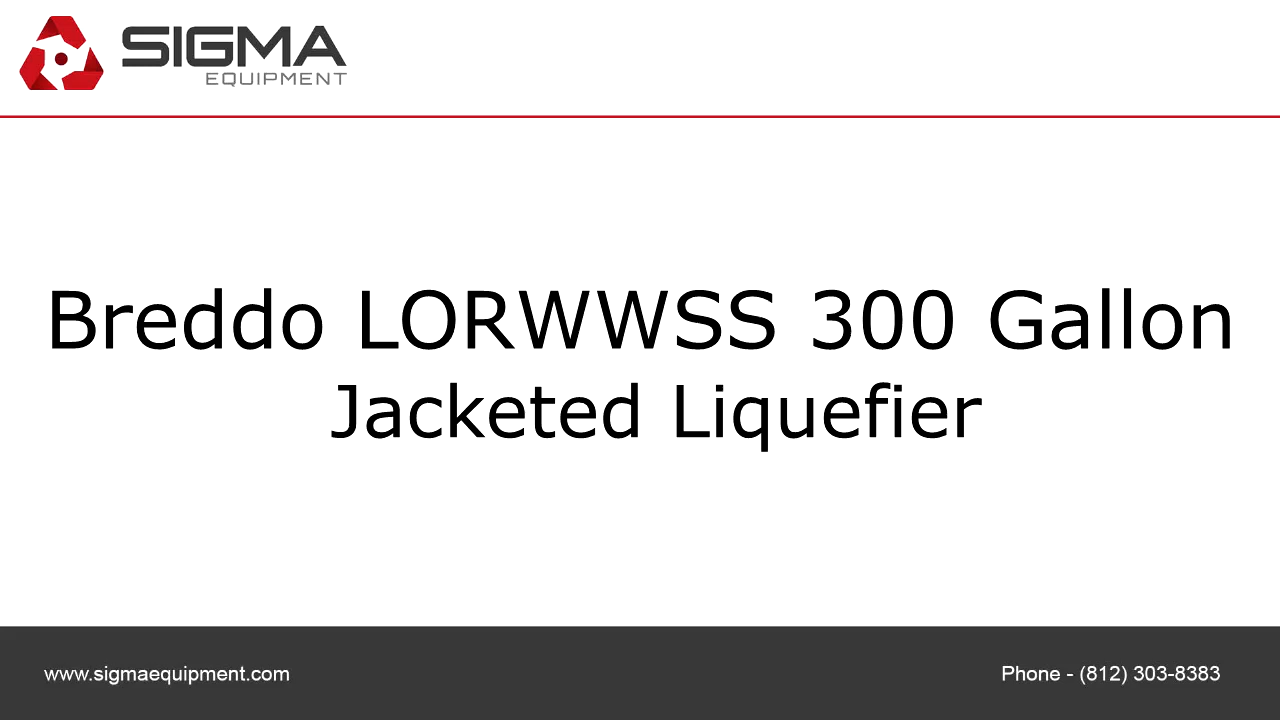 SIGMA
EQUIPMENT
Breddo LORWWSS 300 Gallon
Jacketed Liquefier
www.sigmaequipment.com
Phone - (812) 303-8383